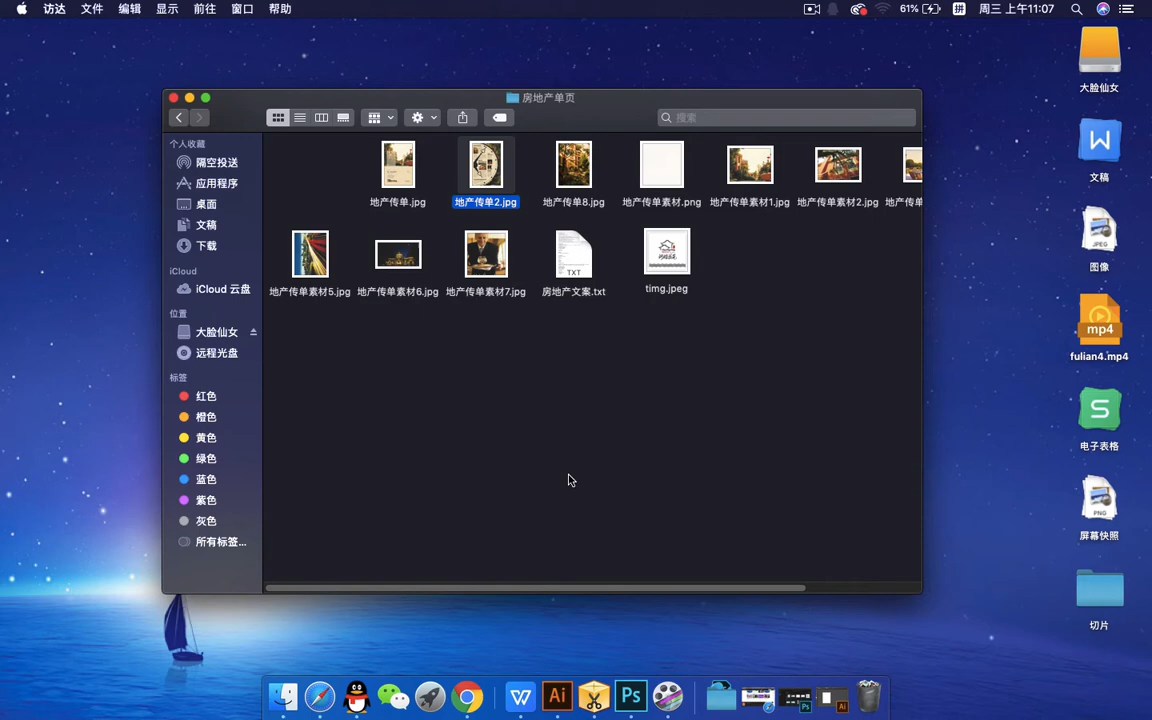 访达 文件 编辑 显示 前往 窗口 帮助
61% 拼 周三 上午11:07
房地产单页
搜索
个人收藏
隔空投送
应用程序
桌面
文稿
下载
iCloud
iCloud 云盘
位置
大脸仙女
远程光盘
标签
红色
橙色
黄色
绿色
蓝色
紫色
灰色
所有标签...
地产传单.jpg 地产传单2.jpg 地产传单8.jpg 地产传单素材.png 地产传单素材1.jpg 地产传单素材2.jpg 地产传单
TXT
地产传单素材5.jpg 地产传单素材6.jpg 地产传单素材7.jpg 房地产文案.txt timg.jpeg
大脸仙女
W
文稿
JPEG
图像
mp4
fulian4.mp4
S
电子表格
PNG
屏幕快照
切片
W Ai Ps Ps Ai